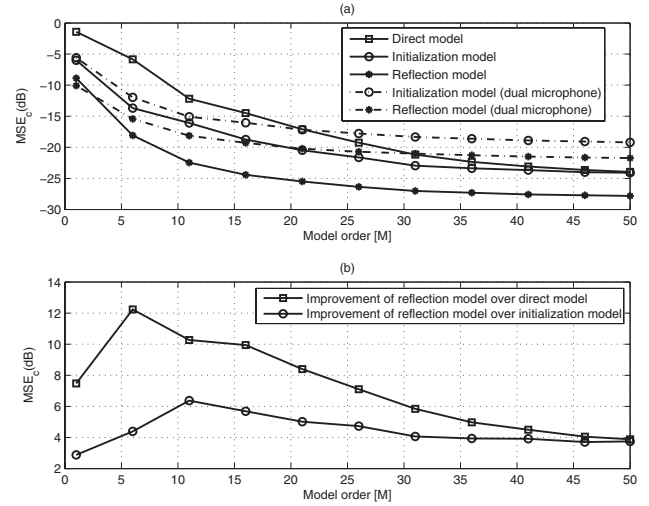 (a)
0
−5
−10
−15
−20
−25
−30
MSEc(dB)
Direct model
Initialization model
Reflection model
Initialization model (dual microphone)
Reflection model (dual microphone)
0 5 10 15 20 25 30 35 40 45 50
Model order [M]
(b)
14
12
10
8
6
4
2
MSEc(dB)
Improvement of reflection model over direct model
Improvement of reflection model over initialization model
0 5 10 15 20 25 30 35 40 45 50
Model order [M]